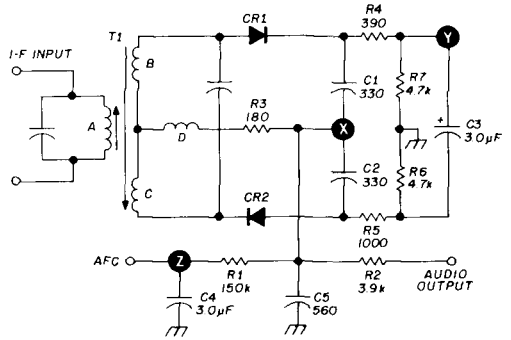 I-F INPUT
T1
A
B
C
D
CR1
CR2
R3
180
C1
330
C2
330
X
R4
390
Y
R7
4.7k
R6
4.7k
C3
3.0µF
+
R5
1000
AFC
Z
R1
150k
C4
3.0µF
C5
560
R2
3.9k
AUDIO
OUTPUT